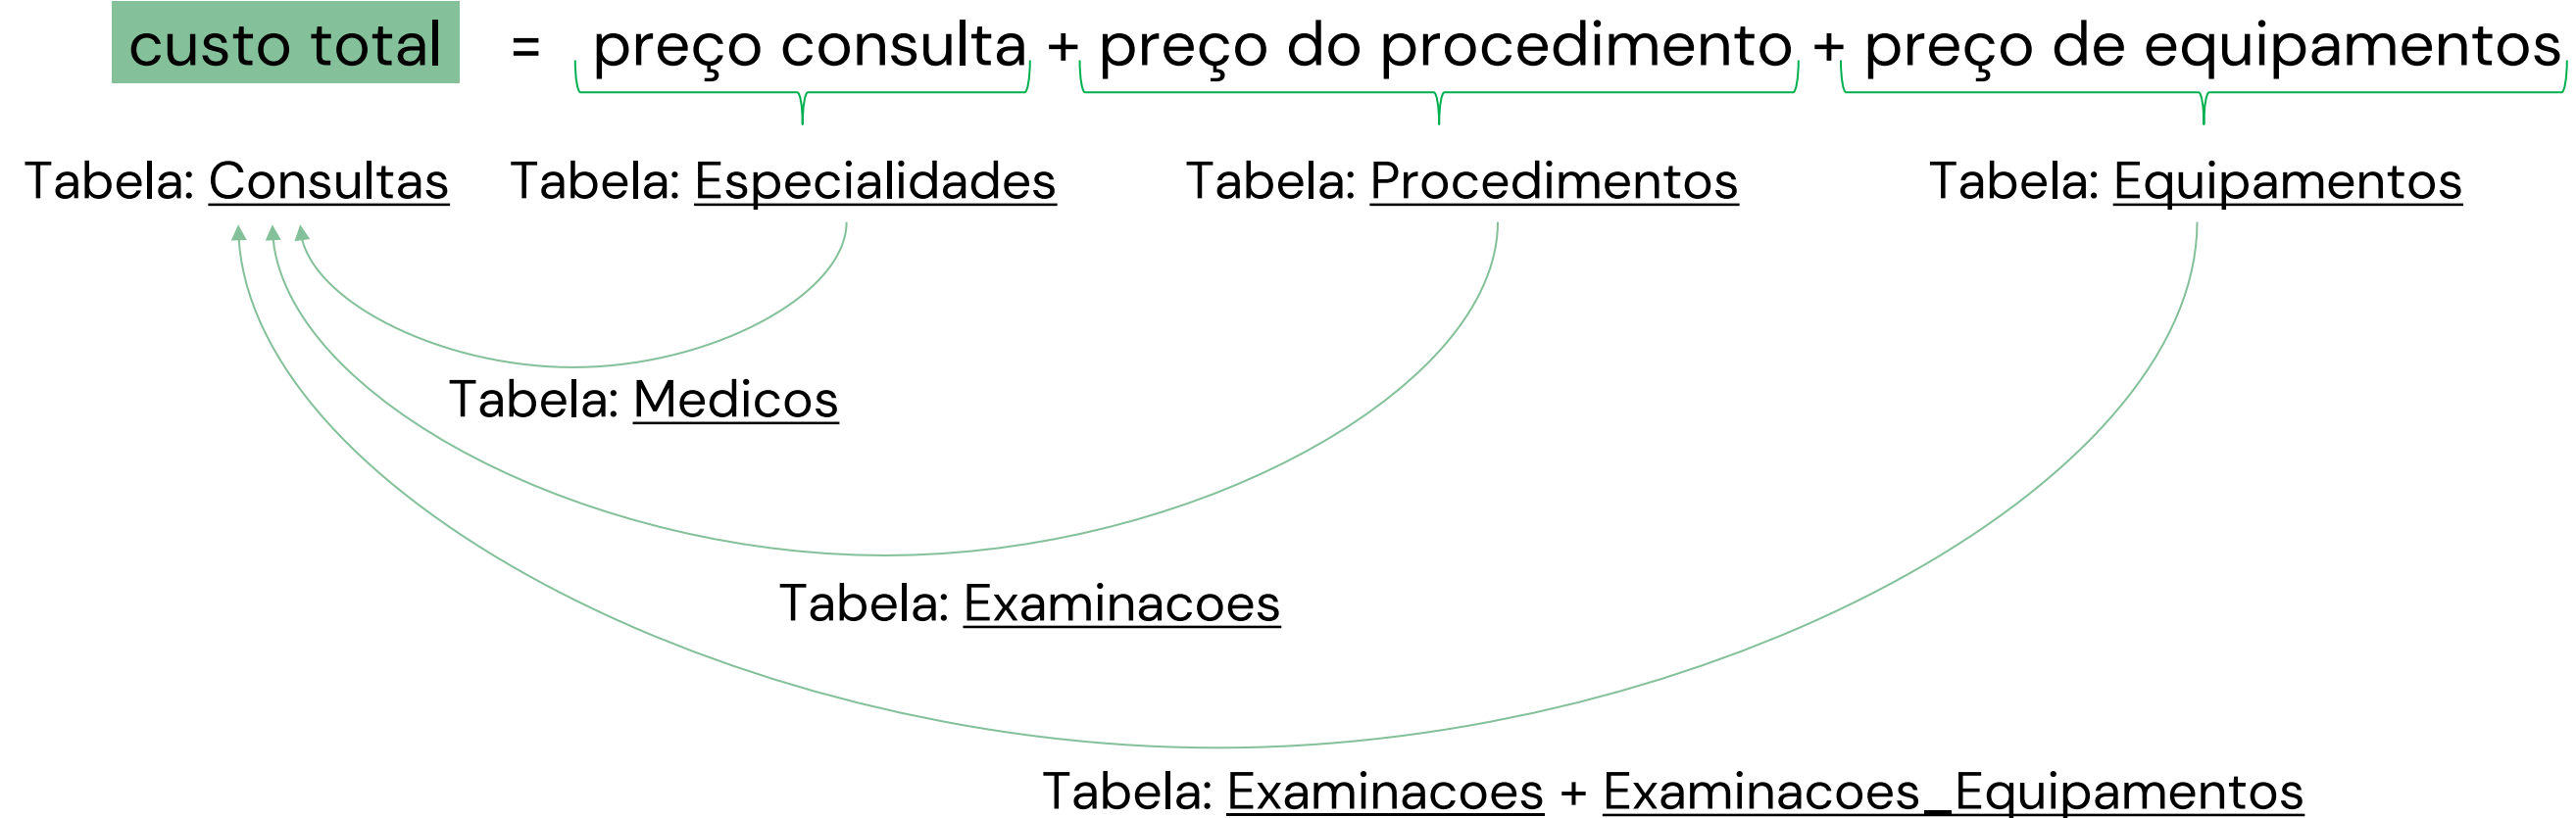 custo total = preço consulta + preço do procedimento + preço de equipamentos
Tabela: Consultas Tabela: Especialidades Tabela: Procedimentos Tabela: Equipamentos
Tabela: Medicos
Tabela: Examinacoes
Tabela: Examinacoes + Examinacoes_Equipamentos